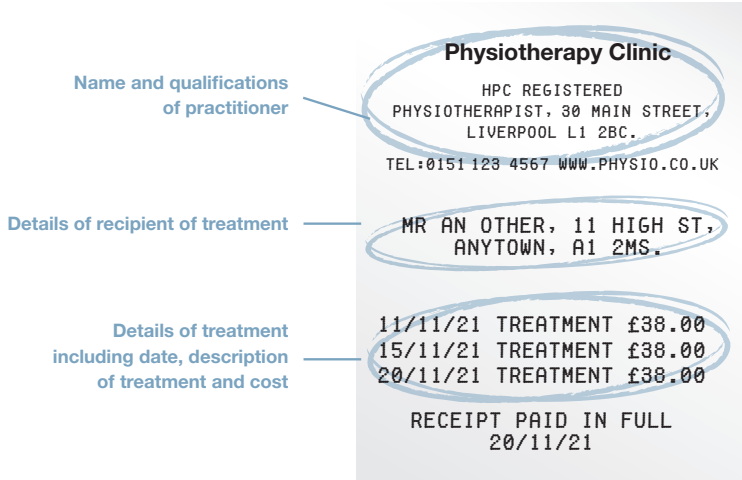 Physiotherapy Clinic
Name and qualifications
of practitioner
HPC REGISTERED
PHYSIOTHERAPIST, 30 MAIN STREET,
LIVERPOOL L1 2BC.
TEL:0151 123 4567 WWW.PHYSIO.CO.UK
Details of recipient of treatment
MR AN OTHER, 11 HIGH ST,
ANYTOWN, A1 2MS.
Details of treatment
including date, description
of treatment and cost
11/11/21 TREATMENT £38.00
15/11/21 TREATMENT £38.00
20/11/21 TREATMENT £38.00
RECEIPT PAID IN FULL
20/11/21